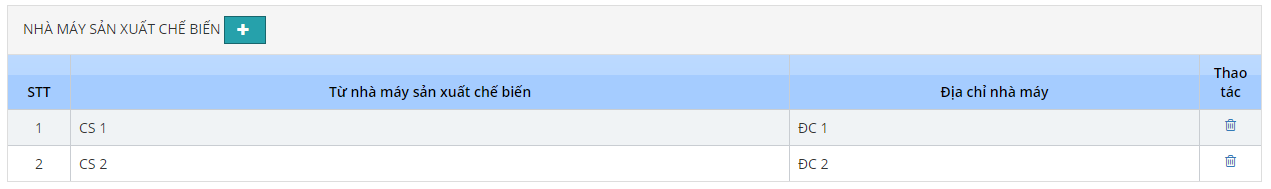 NHÀ MÁY SẢN XUẤT CHẾ BIẾN
STT Từ nhà máy sản xuất chế biến Địa chỉ nhà máy Thao tác
1 CS 1 ĐC 1
2 CS 2 ĐC 2